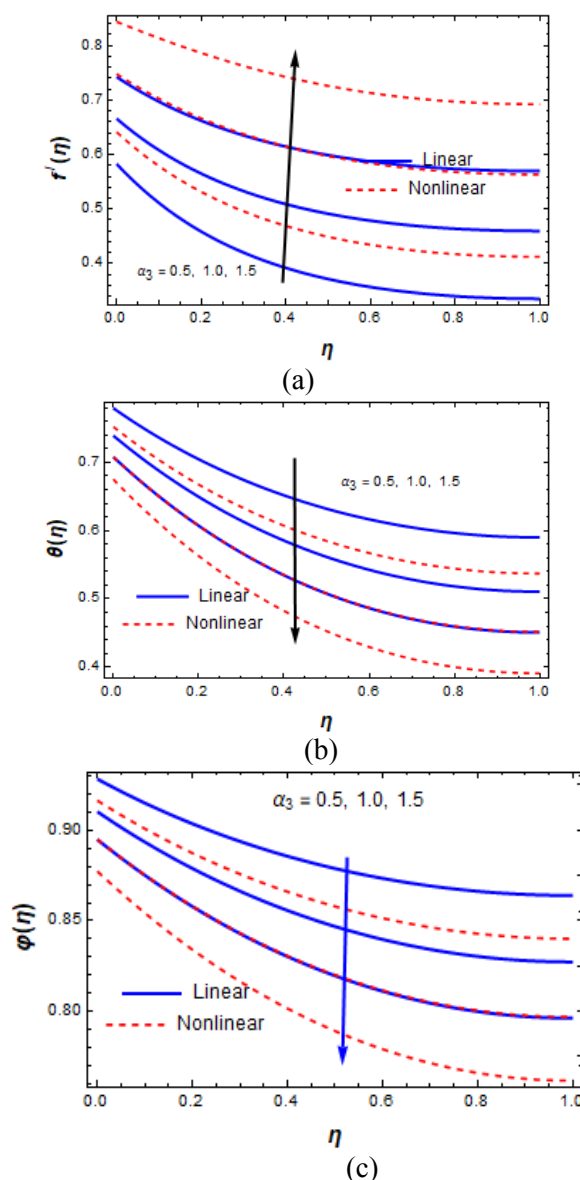 0.8
0.7
0.6
0.5
0.4
f′(η)
Linear
Nonlinear
α3 = 0.5, 1.0, 1.5
0.0 0.2 0.4 0.6 0.8 1.0
η
(a)
0.7
0.6
0.5
0.4
θ(η)
α3 = 0.5, 1.0, 1.5
Linear
Nonlinear
0.0 0.2 0.4 0.6 0.8 1.0
η
(b)
α3 = 0.5, 1.0, 1.5
0.90
0.85
0.80
φ(η)
Linear
Nonlinear
0.0 0.2 0.4 0.6 0.8 1.0
η
(c)